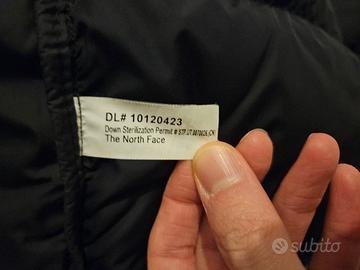 DL# 10120423
Down Sterilization Permit #
The North Face
subito